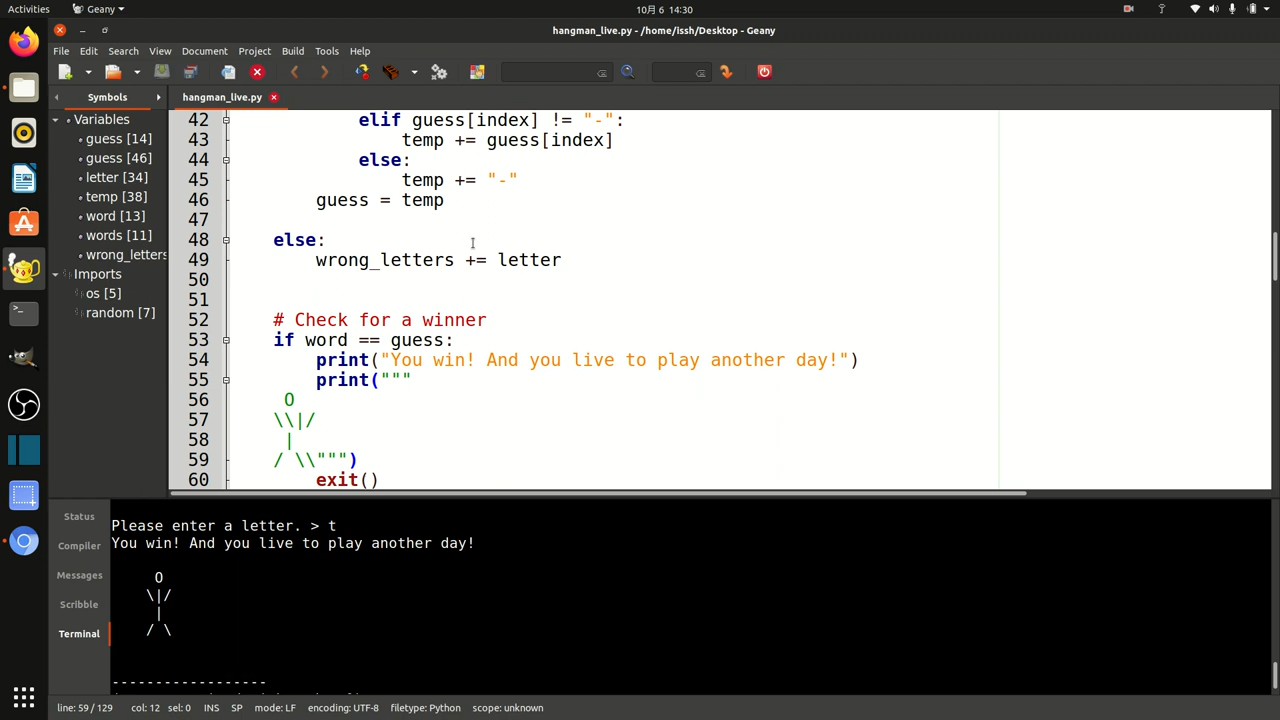 Activities
Geany
10月 6 14:30
hangman_live.py - /home/issh/Desktop - Geany
File Edit Search View Document Project Build Tools Help
Symbols
hangman_live.py
Variables
guess [14]
guess [46]
letter [34]
temp [38]
word [13]
words [11]
wrong_letters
Imports
os [5]
random [7]
42 elif guess[index] != "-":
43 temp += guess[index]
44 else:
45 temp += "-"
46 guess = temp
47
48 else:
49 wrong_letters += letter
50
51
52 # Check for a winner
53 if word == guess:
54 print("You win! And you live to play another day!")
55 print("""
56 O
57 \\|/
58 |
59 / \\""")
60 exit()
Status
Compiler
Messages
Scribble
Terminal
Please enter a letter. > t
You win! And you live to play another day!
O
\|/
|
/ \
------------------
line: 59 / 129 col: 12 sel: 0 INS SP mode: LF encoding: UTF-8 filetype: Python scope: unknown